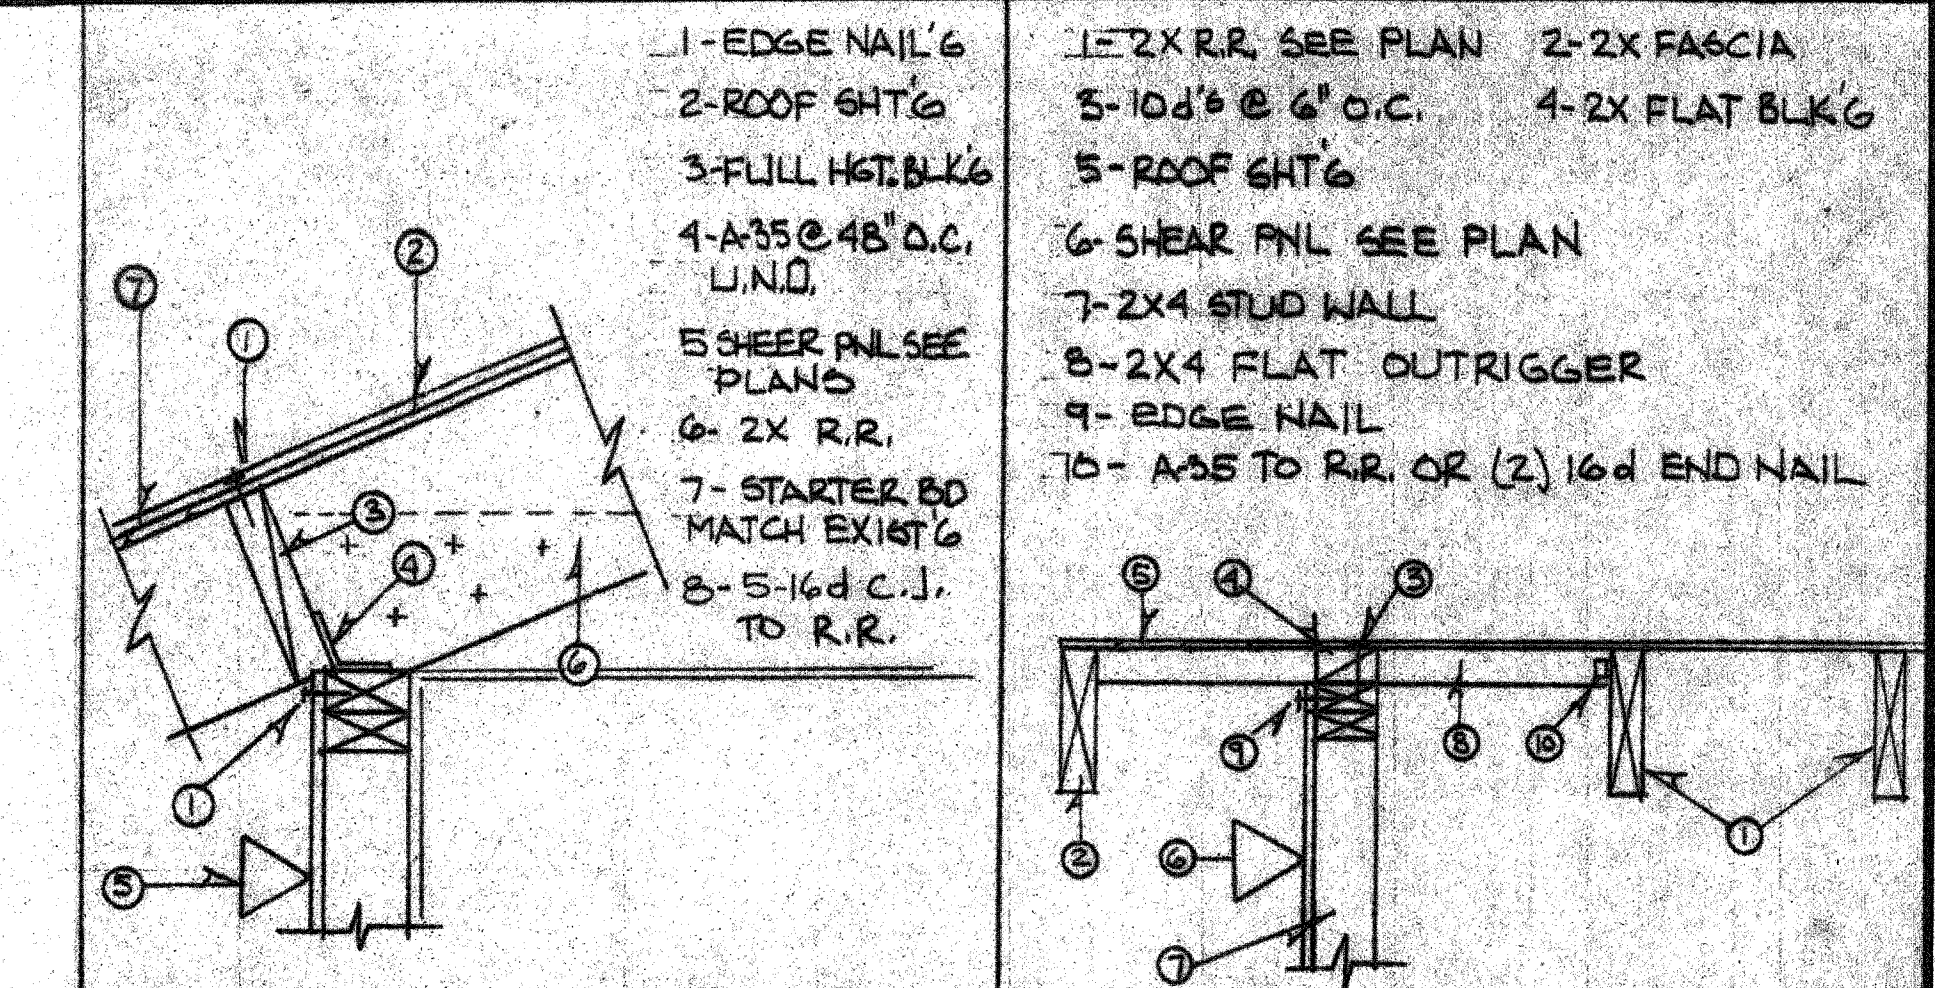 1-EDGE NAIL'G
2-ROOF SHT'G
3-FULL HGT. BLK'G
4-A-35 @ 48" O.C.
U.N.O.
5 SHEER PNL SEE
PLANS
6- 2X R.R.
7- STARTER BD
MATCH EXIST'G
8- 5-16d C.J.
TO R.R.
7
1
2
3
4
6
1
5
1- 2X R.R. SEE PLAN 2-2X FASCIA
3-10d's @ 6" O.C. 4-2X FLAT BLK'G
5-ROOF SHT'G
6-SHEAR PNL SEE PLAN
7-2X4 STUD WALL
8-2X4 FLAT OUTRIGGER
9- EDGE NAIL
10- A-35 TO R.R. OR (2) 16d END NAIL
5
4
3
9
8
10
2
6
1
7